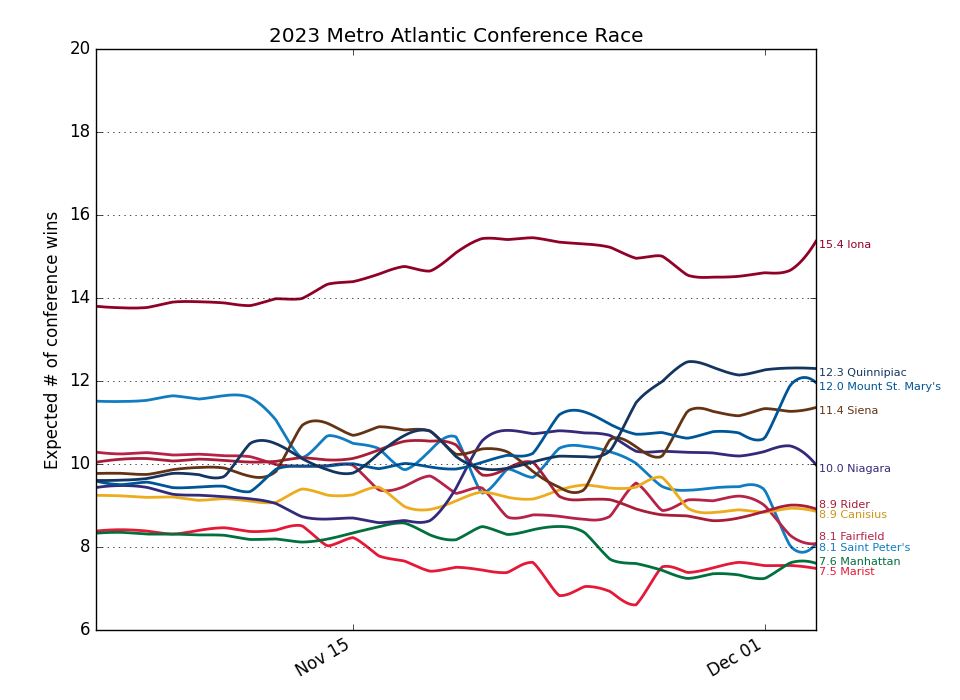 2023 Metro Atlantic Conference Race
Expected # of conference wins
20
18
16
14
12
10
8
6
Nov 15
Dec 01
15.4 Iona
12.3 Quinnipiac
12.0 Mount St. Mary's
11.4 Siena
10.0 Niagara
8.9 Rider
8.9 Canisius
8.1 Fairfield
8.1 Saint Peter's
7.6 Manhattan
7.5 Marist